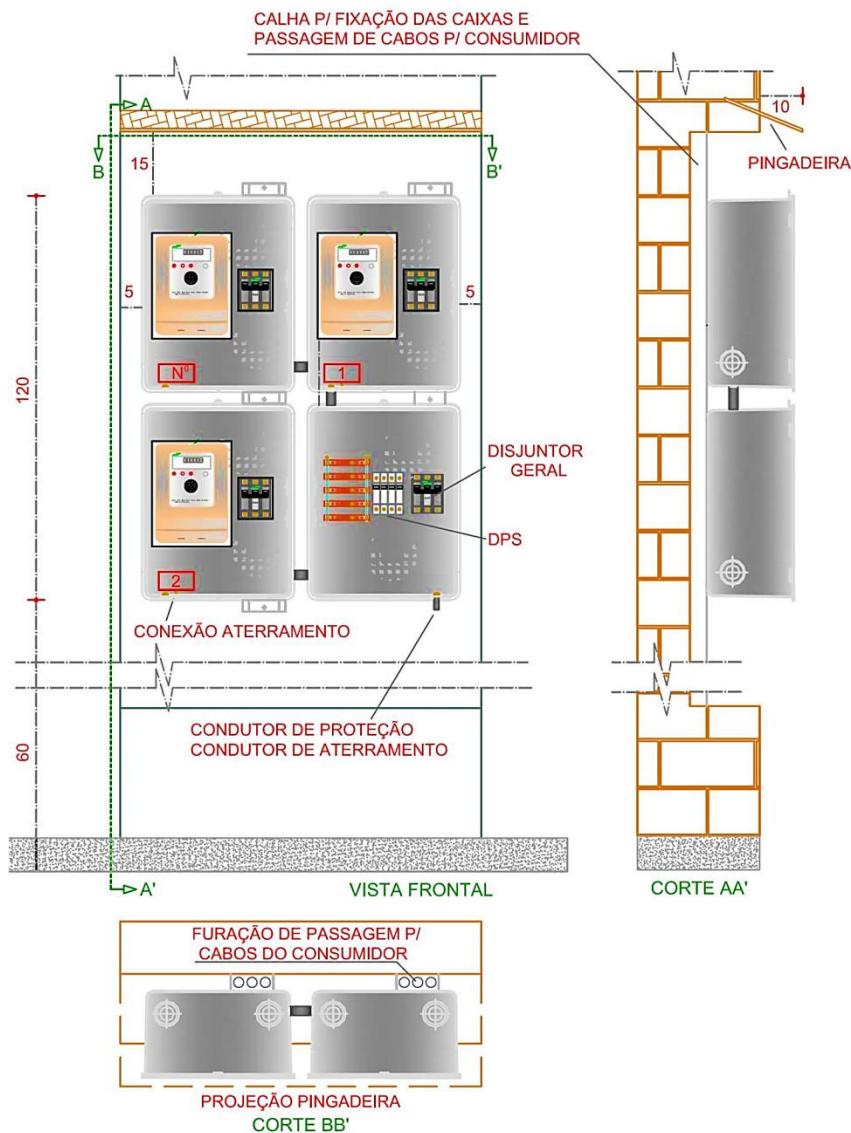 CALHA P/ FIXAÇÃO DAS CAIXAS E
PASSAGEM DE CABOS P/ CONSUMIDOR
A
B
B'
15
10
PINGADEIRA
5
5
120
Nº
1
2
DISJUNTOR
GERAL
DPS
CONEXÃO ATERRAMENTO
CONDUTOR DE PROTEÇÃO
CONDUTOR DE ATERRAMENTO
60
A'
VISTA FRONTAL
CORTE AA'
FURAÇÃO DE PASSAGEM P/
CABOS DO CONSUMIDOR
PROJEÇÃO PINGADEIRA
CORTE BB'